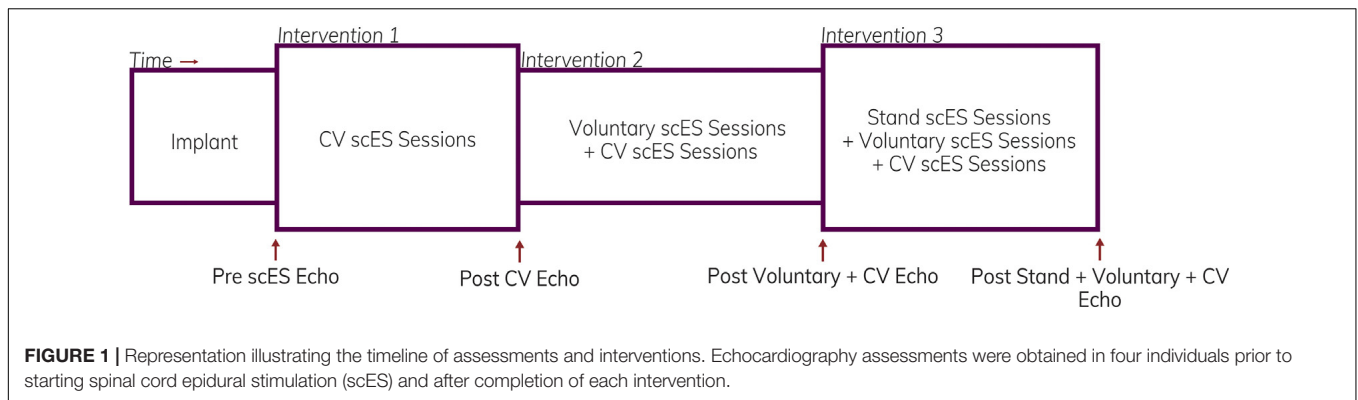 Intervention 1
Intervention 3
Time →
Intervention 2
Implant
CV scES Sessions
Voluntary scES Sessions
+ CV scES Sessions
Stand scES Sessions
+ Voluntary scES Sessions
+ CV scES Sessions
Pre scES Echo
Post CV Echo
Post Voluntary + CV Echo
Post Stand + Voluntary + CV
Echo
FIGURE 1 | Representation illustrating the timeline of assessments and interventions. Echocardiography assessments were obtained in four individuals prior to
starting spinal cord epidural stimulation (scES) and after completion of each intervention.